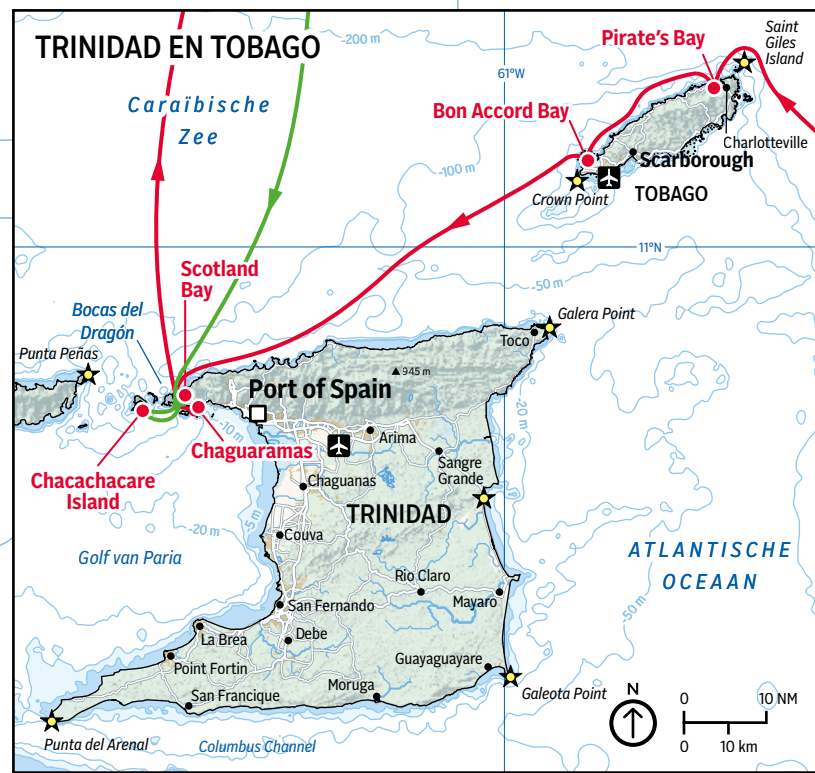 TRINIDAD EN TOBAGO
-200 m
Caraïbische
Zee
61°W
Pirate's Bay
Saint
Giles
Island
Bon Accord Bay
Charlotteville
Scarborough
-100 m
Crown Point
TOBAGO
11°N
Scotland
Bay
-50 m
Bocas del
Dragón
Galera Point
Punta Peñas
Toco
945 m
Port of Spain
-10 m
-20 m
Chaguaramas
Arima
Chacachacare
Island
Sangre
Grande
Chaguanas
TRINIDAD
-20 m
-5 m
Couva
Golf van Paria
ATLANTISCHE
OCEAAN
Rio Claro
San Fernando
Mayaro
-50 m
La Brea
Debe
Point Fortin
Guayaguayare
San Francique
Moruga
Galeota Point
N
0 10 NM
0 10 km
Punta del Arenal
Columbus Channel